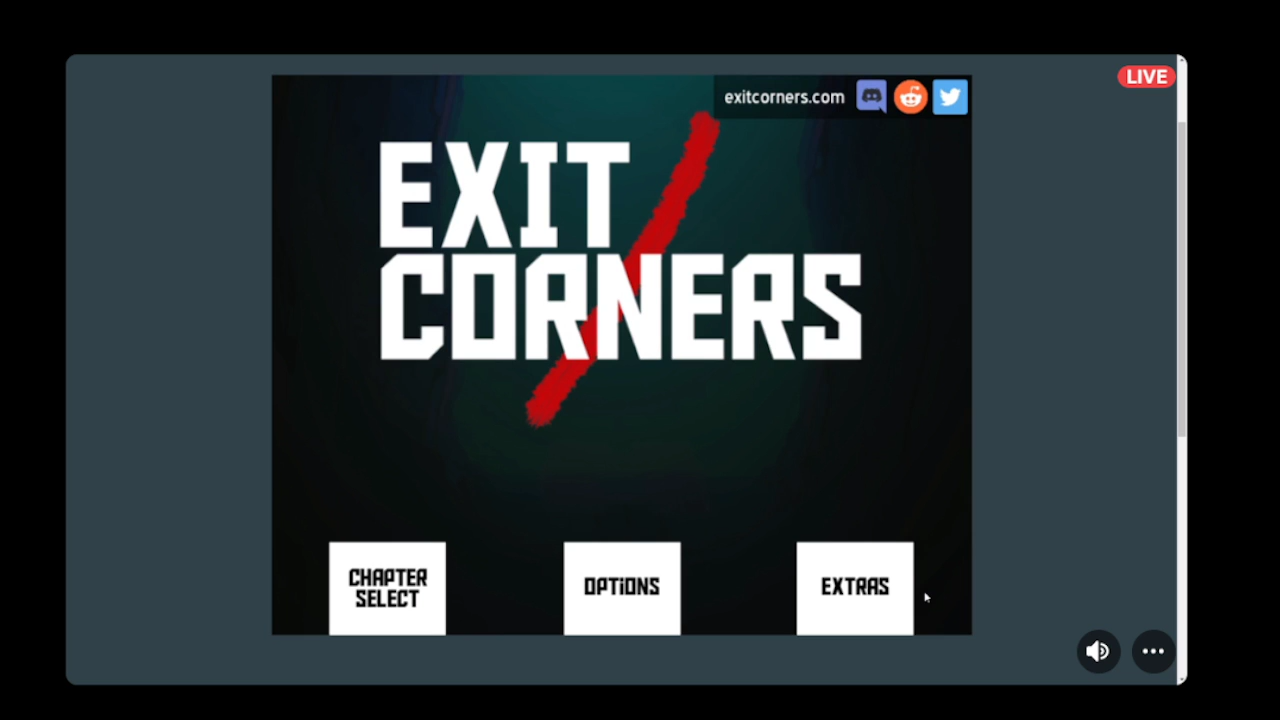 LIVE
exitcorners.com
EXIT
CORNERS
CHAPTER
SELECT
OPTIONS
EXTRAS